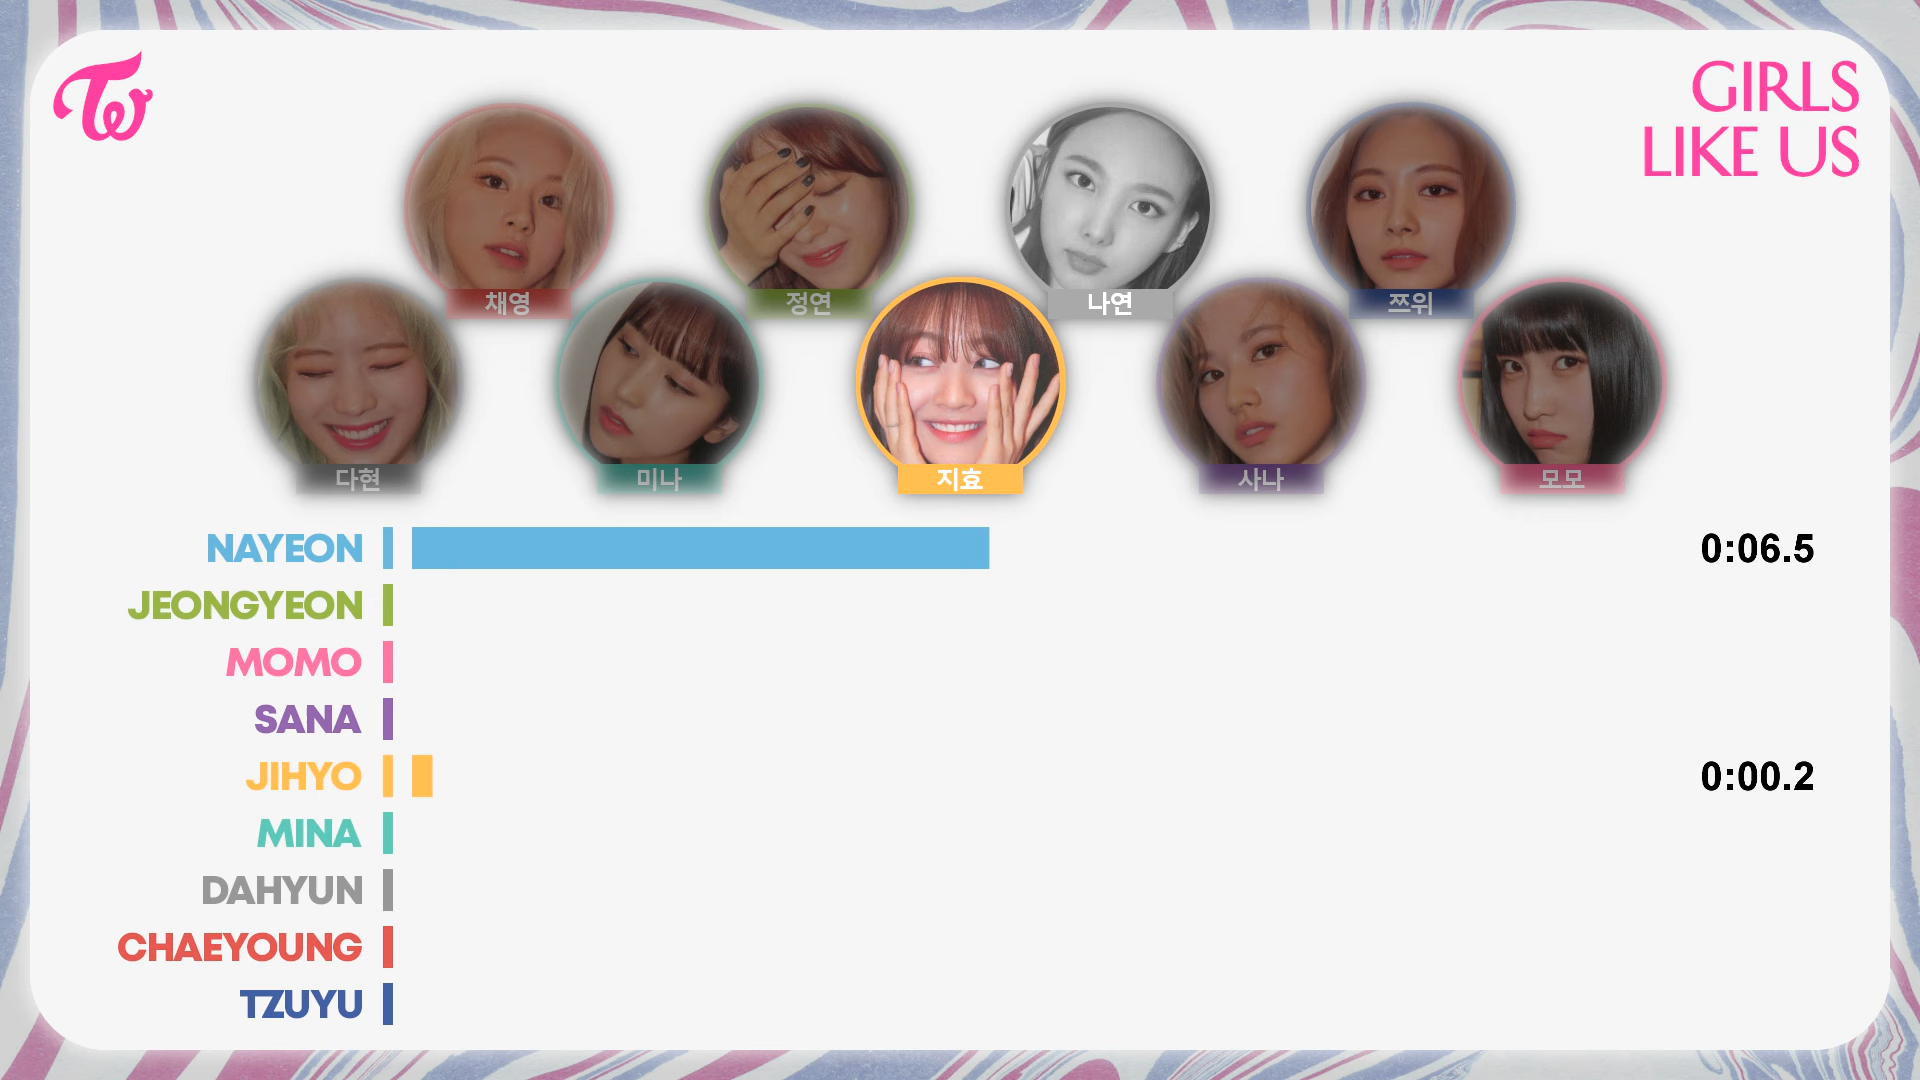 Tw
GIRLS
LIKE US
채영
정연
나연
쯔위
다현
미나
지효
사나
모모
NAYEON 0:06.5
JEONGYEON
MOMO
SANA
JIHYO 0:00.2
MINA
DAHYUN
CHAEYOUNG
TZUYU